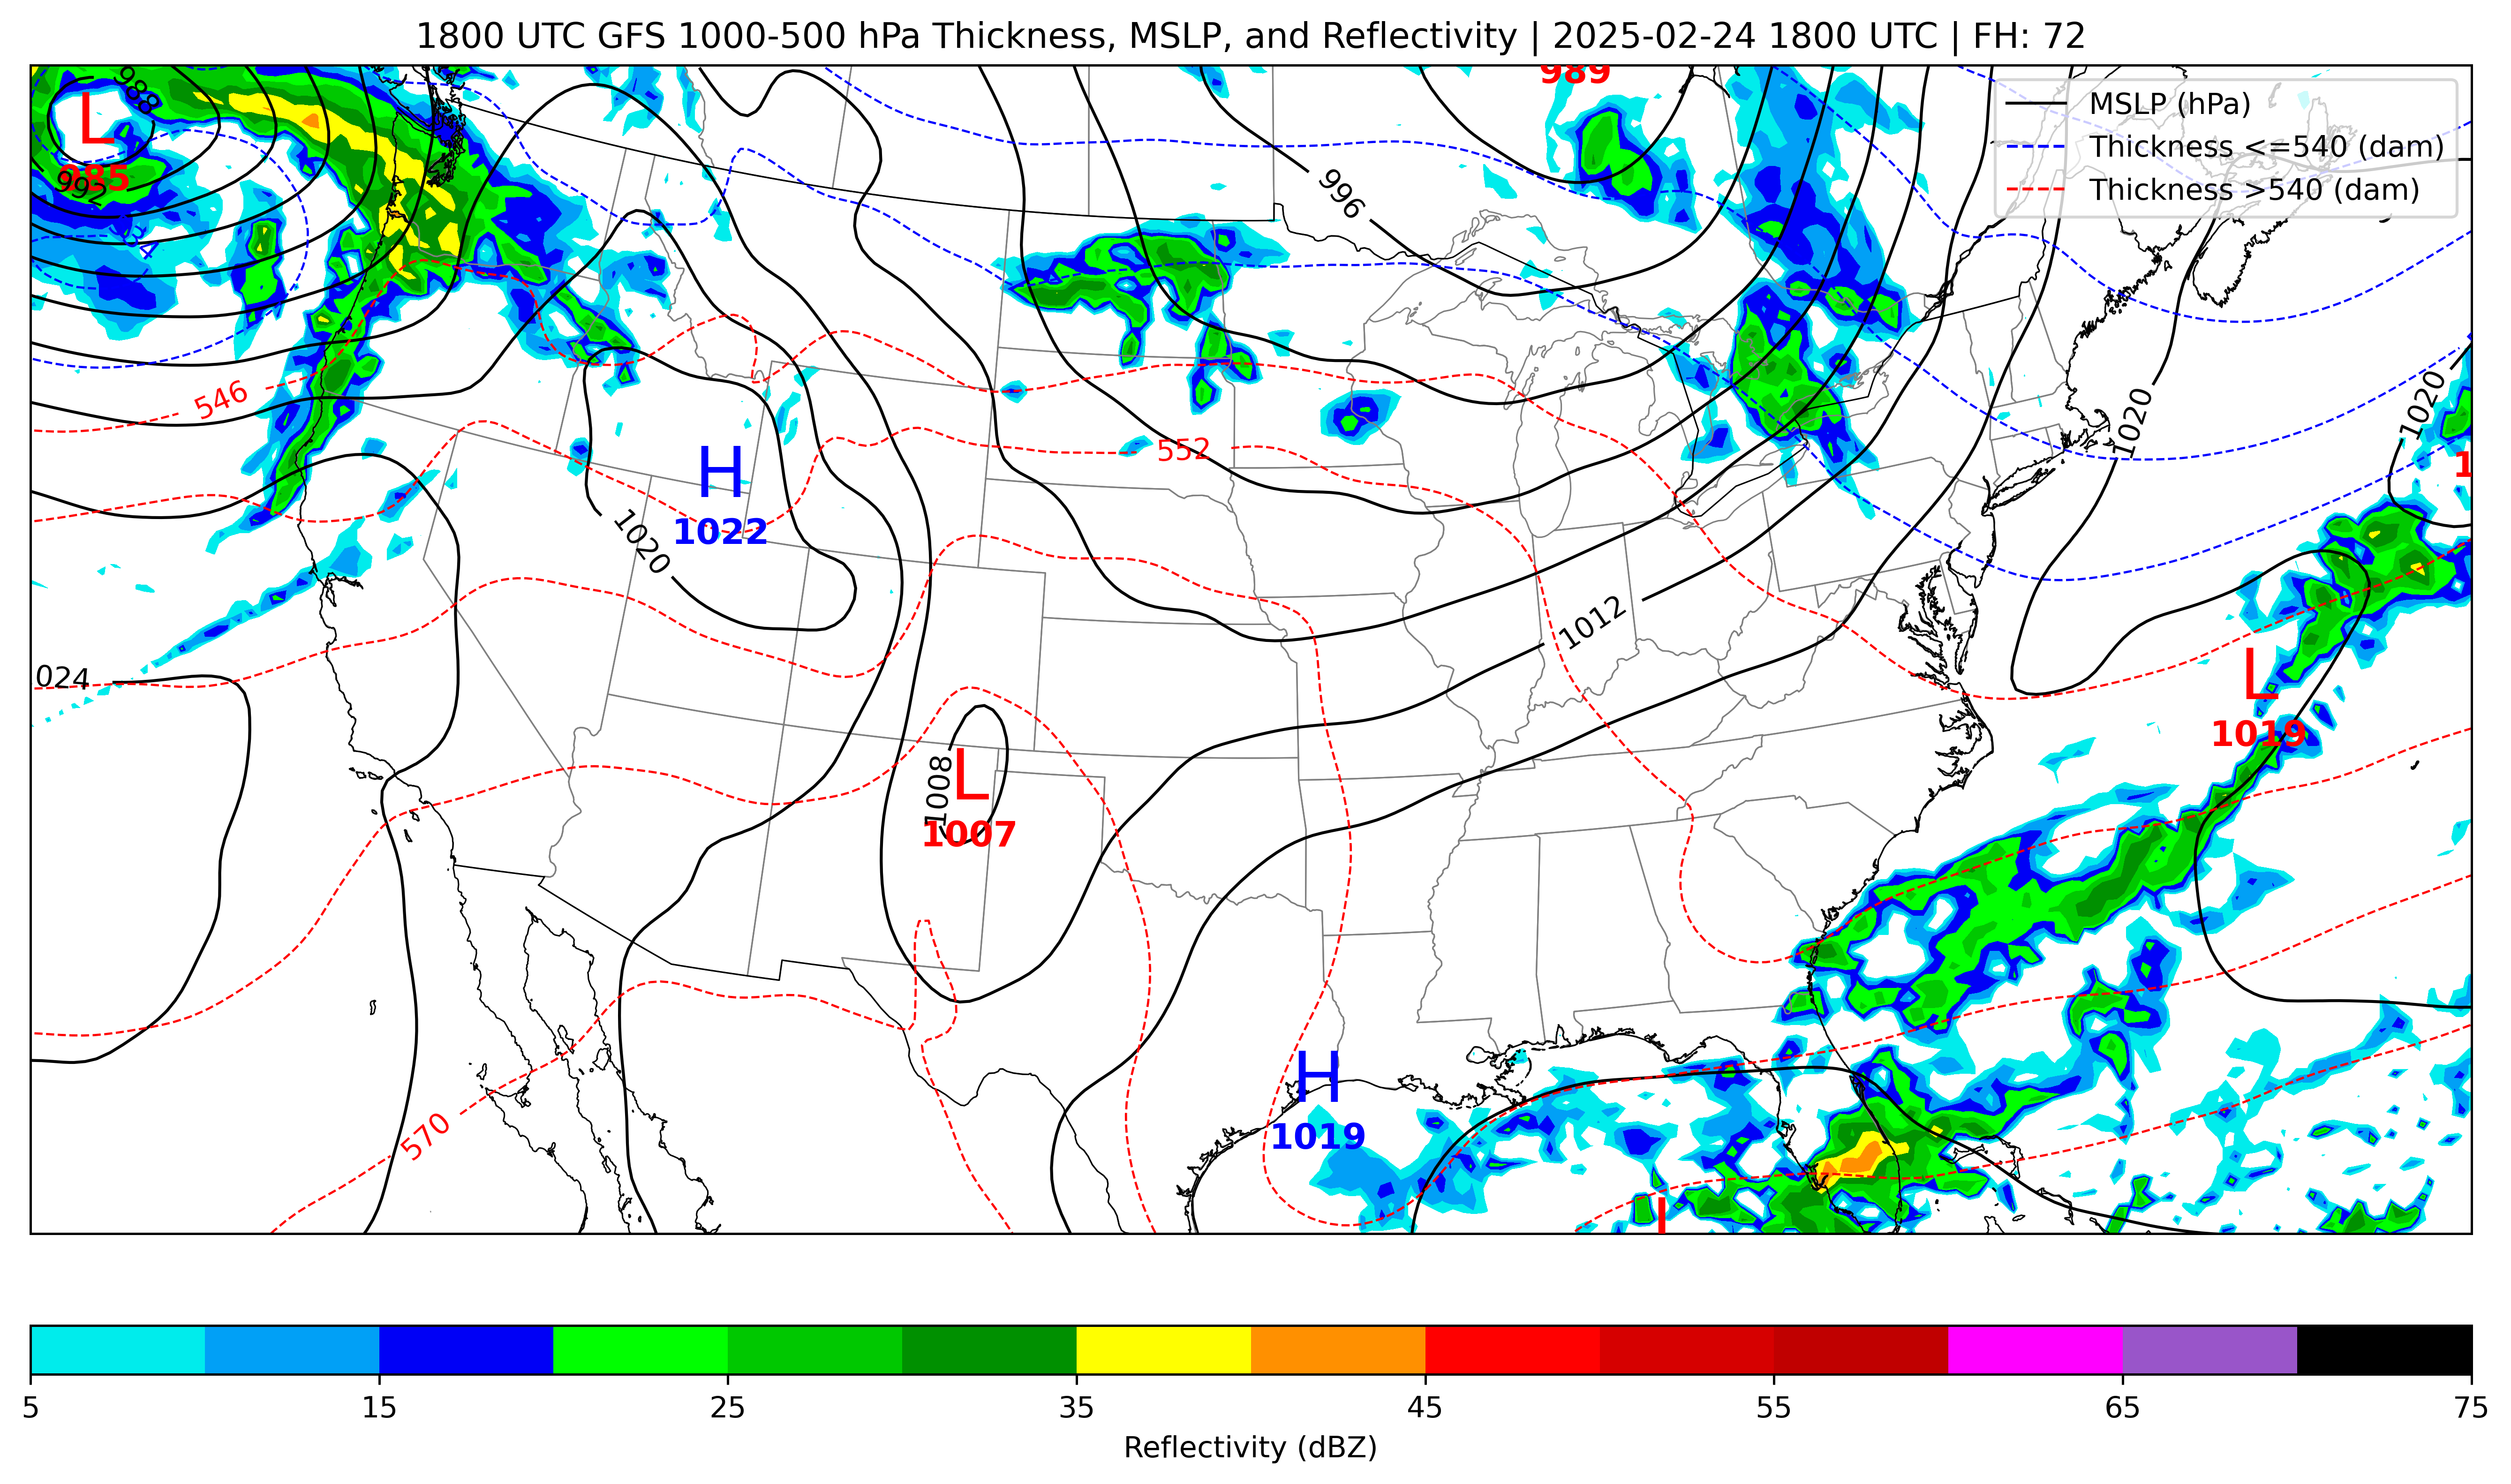 1800 UTC GFS 1000-500 hPa Thickness, MSLP, and Reflectivity | 2025-02-24 1800 UTC | FH: 72
MSLP (hPa)
Thickness <=540 (dam)
Thickness >540 (dam)
988
989
L
985
992
996
546
552
1020
1020
H
1022
1020
1012
024
L
1019
1008
L
1007
570
H
1019
L
1
5 15 25 35 45 55 65 75
Reflectivity (dBZ)